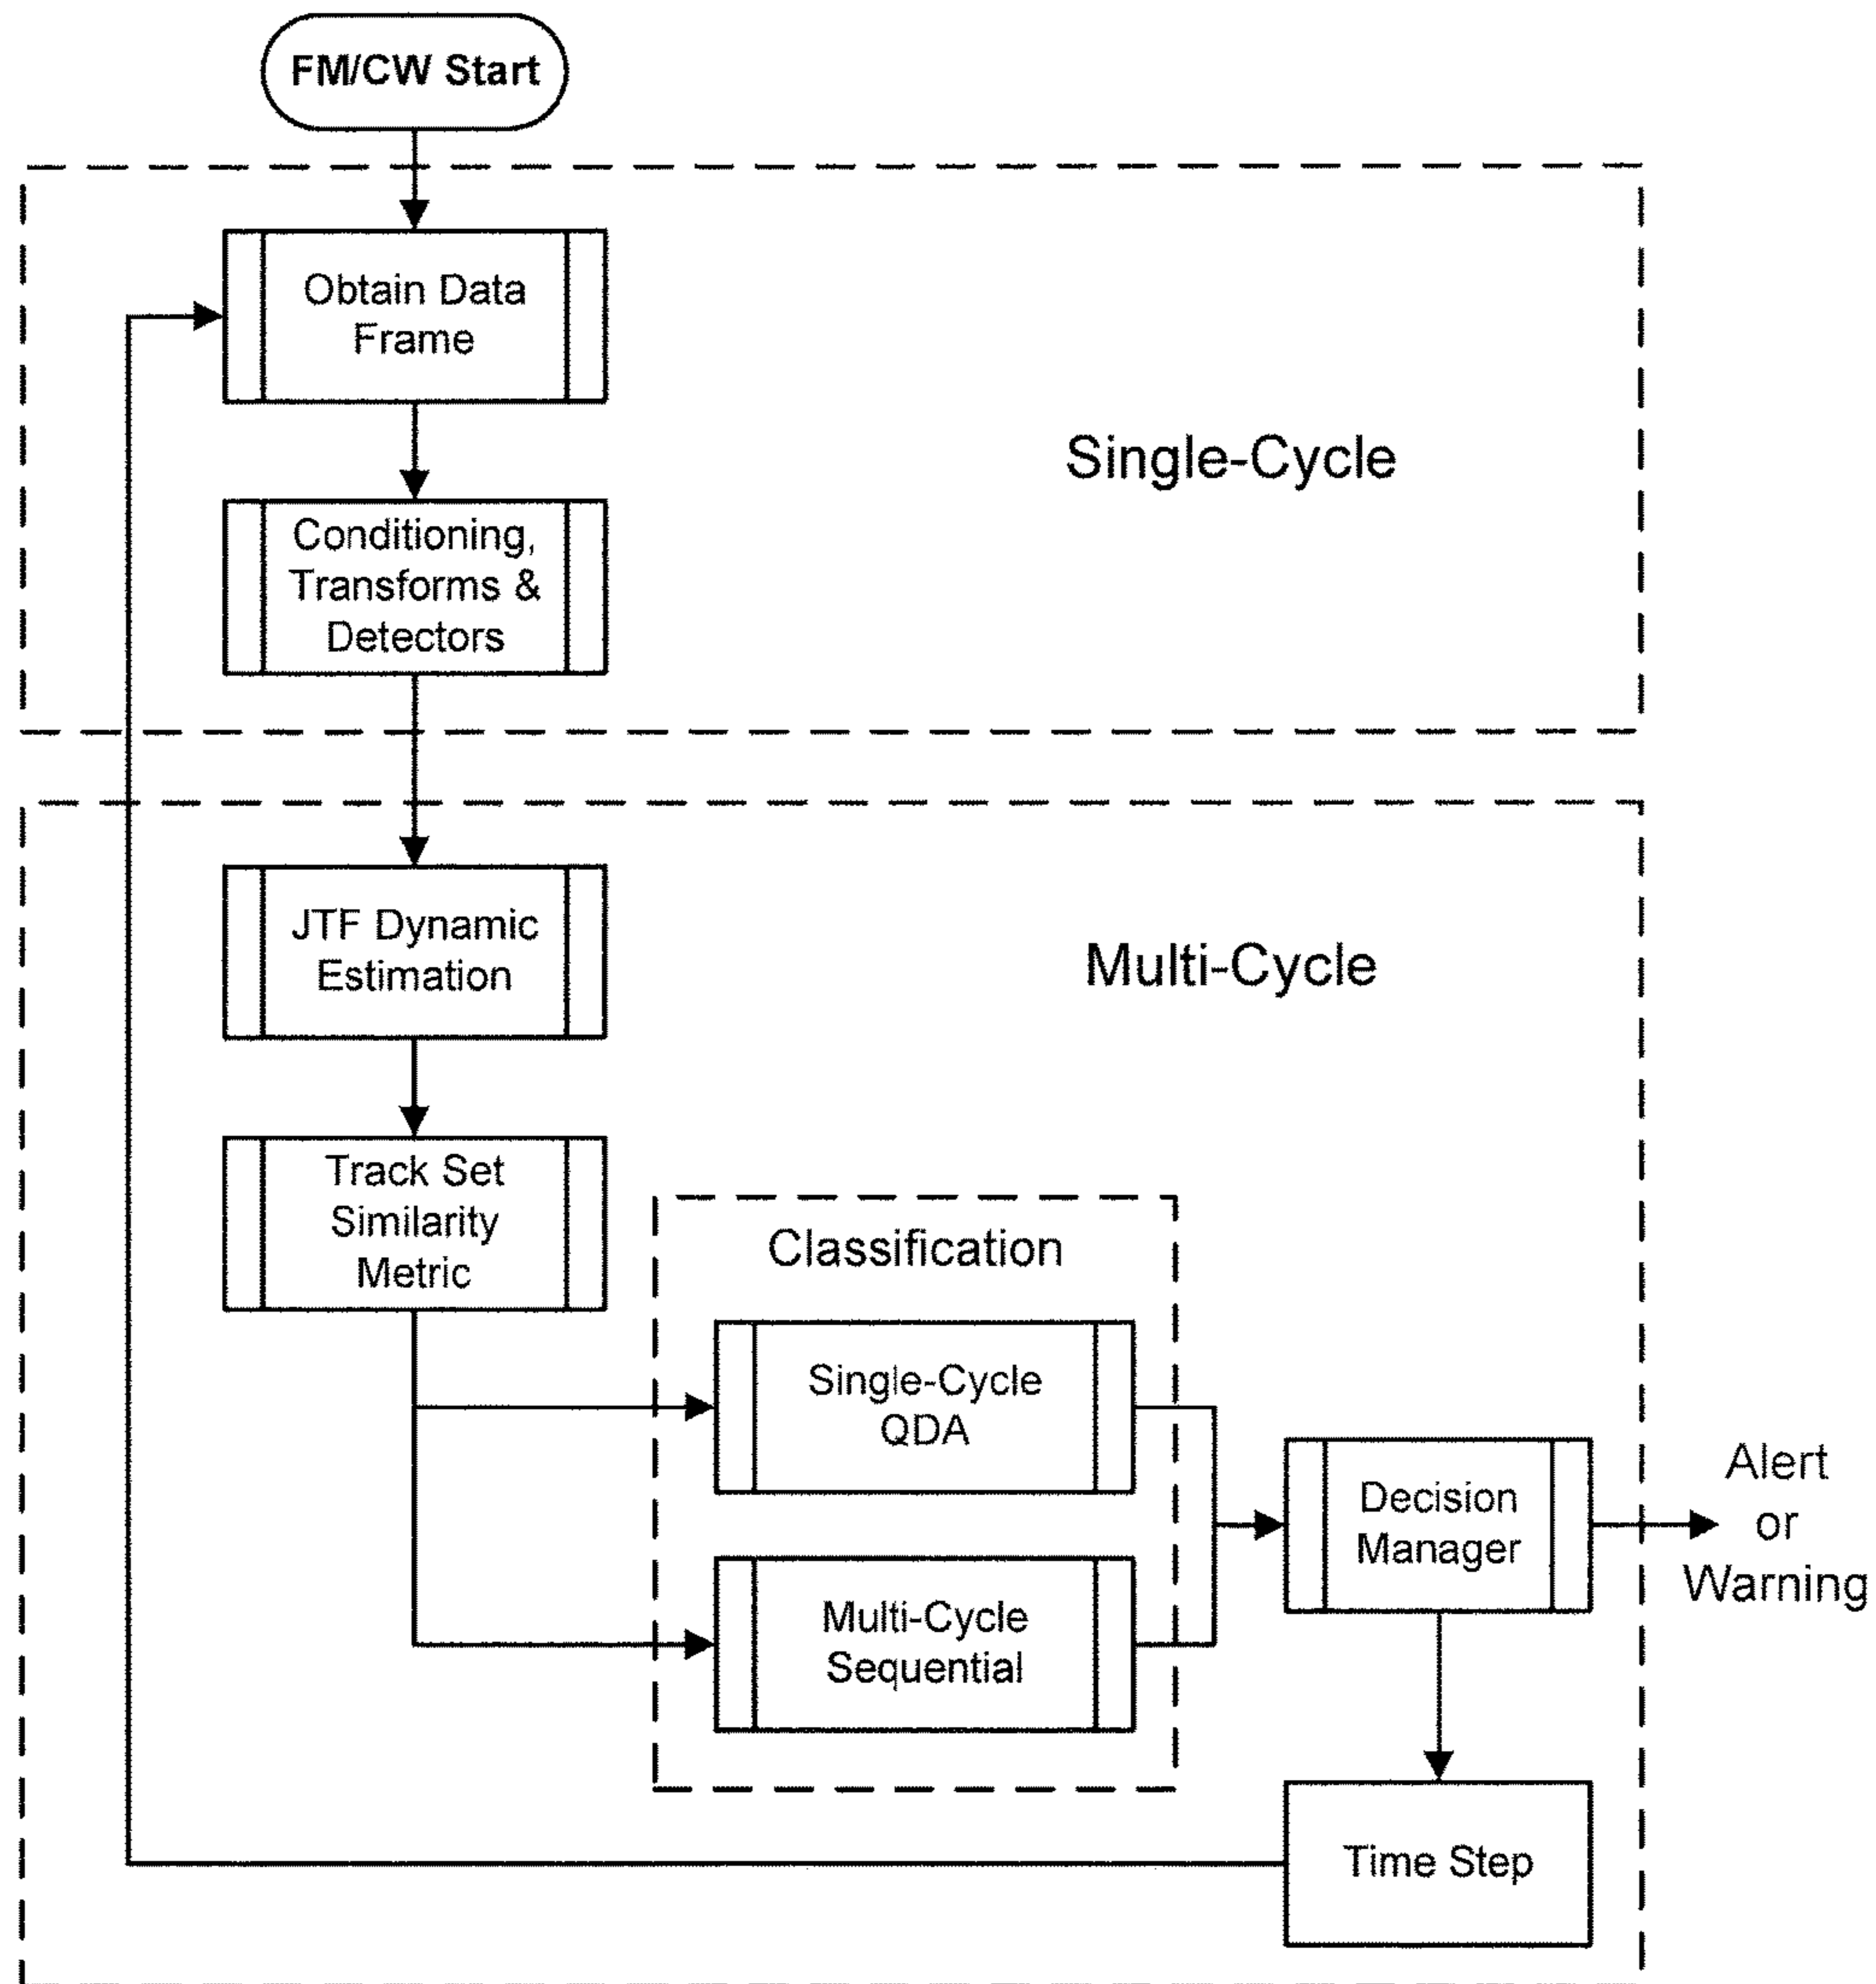 FM/CW Start
Obtain Data
Frame
Single-Cycle
Conditioning,
Transforms &
Detectors
JTF Dynamic
Estimation
Multi-Cycle
Track Set
Similarity
Metric
Classification
Single-Cycle
QDA
Multi-Cycle
Sequential
Decision
Manager
Alert
or
Warning
Time Step